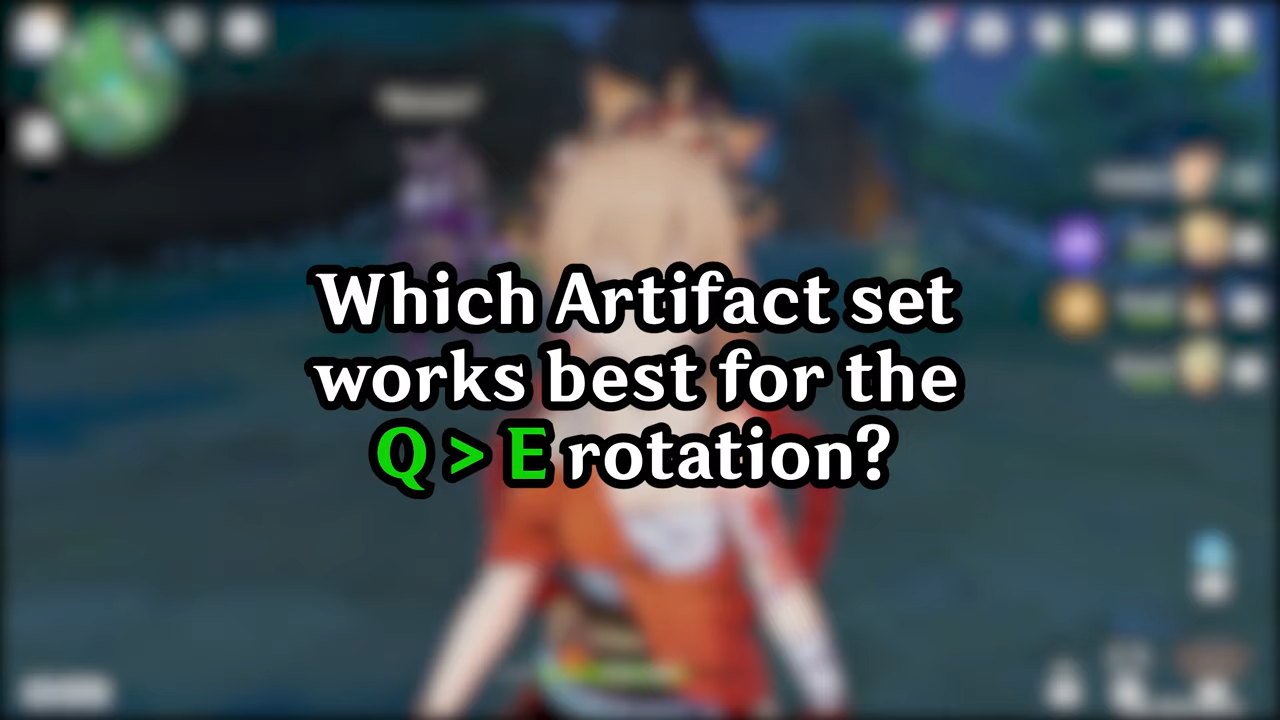 Which Artifact set
works best for the
Q > E rotation?